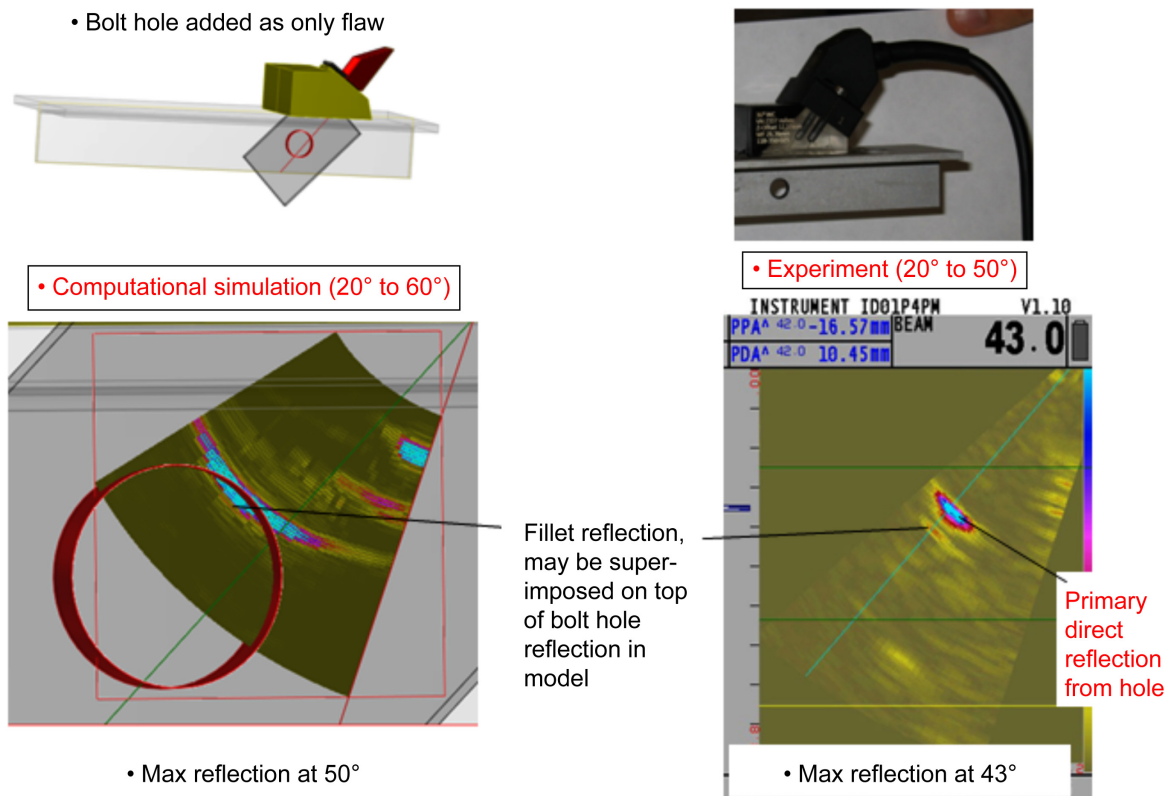 • Bolt hole added as only flaw
• Computational simulation (20° to 60°)
• Experiment (20° to 50°)
INSTRUMENT ID01P4PM V1.10
PPA^ 42.0 -16.57mm BEAM 43.0
PDA^ 42.0 10.45mm
Fillet reflection,
may be super-
imposed on top
of bolt hole
reflection in
model
Primary
direct
reflection
from hole
• Max reflection at 50°
• Max reflection at 43°